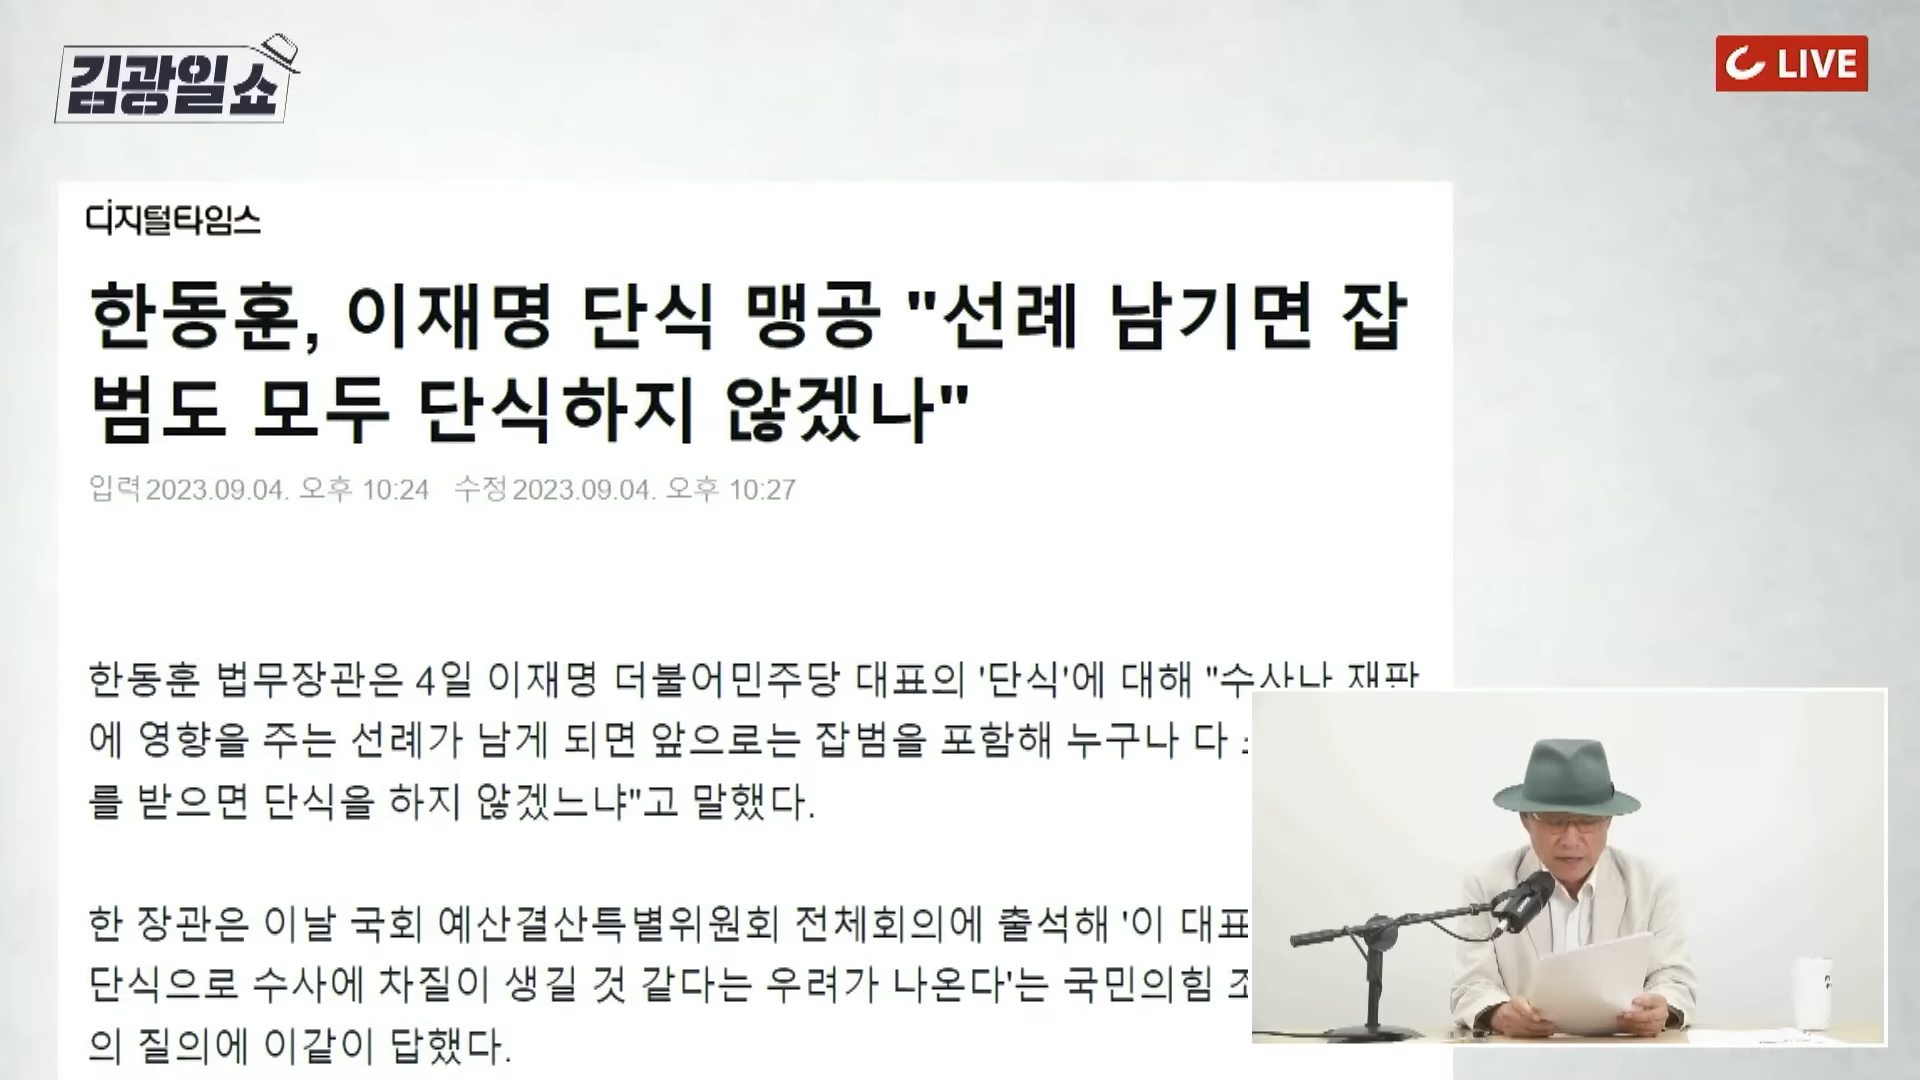 김광일쇼
LIVE
디지털타임스
한동훈, 이재명 단식 맹공 "선례 남기면 잡
범도 모두 단식하지 않겠나"
입력 2023.09.04. 오후 10:24 수정 2023.09.04. 오후 10:27
한동훈 법무장관은 4일 이재명 더불어민주당 대표의 '단식'에 대해 "수사나 재판
에 영향을 주는 선례가 남게 되면 앞으로는 잡범을 포함해 누구나 다
를 받으면 단식을 하지 않겠느냐"고 말했다.
한 장관은 이날 국회 예산결산특별위원회 전체회의에 출석해 '이 대표
단식으로 수사에 차질이 생길 것 같다는 우려가 나온다'는 국민의힘
의 질의에 이같이 답했다.